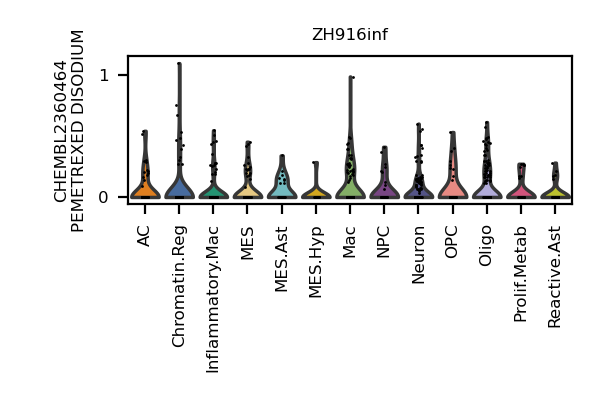 ZH916inf
CHEMBL2360464
PEMETREXED DISODIUM
1
0
AC
Chromatin.Reg
Inflammatory.Mac
MES
MES.Ast
MES.Hyp
Mac
NPC
Neuron
OPC
Oligo
Prolif.Metab
Reactive.Ast